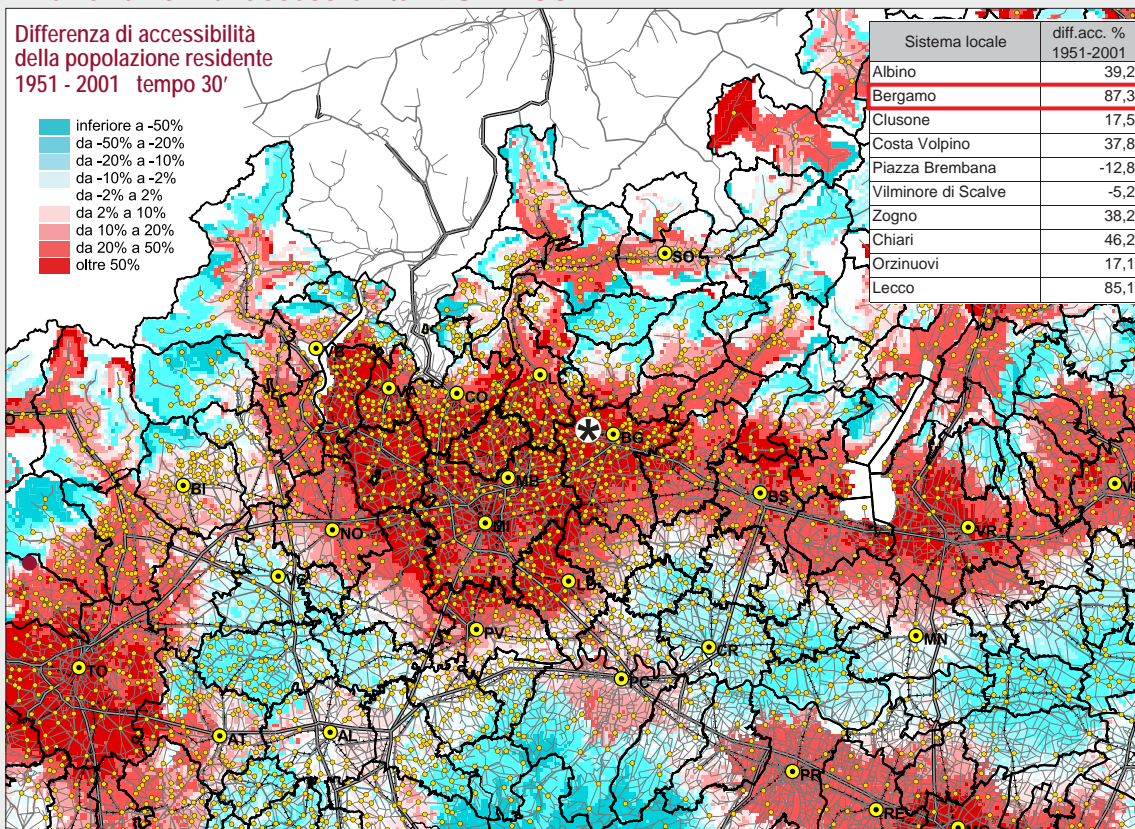 Differenza di accessibilità
della popolazione residente
1951 - 2001 tempo 30'
inferiore a -50%
da -50% a -20%
da -20% a -10%
da -10% a -2%
da -2% a 2%
da 2% a 10%
da 10% a 20%
da 20% a 50%
oltre 50%
Sistema locale diff.acc. % 1951-2001
Albino 39,2
Bergamo 87,3
Clusone 17,5
Costa Volpino 37,8
Piazza Brembana -12,8
Vilminore di Scalve -5,2
Zogno 38,2
Chiari 46,2
Orzinuovi 17,1
Lecco 85,1
SO
VB
CO
*
BG
BI
MB
BS
MI
NO
VR
VC
PV
CR
MN
TO
PC
AT
AL
PR
RE